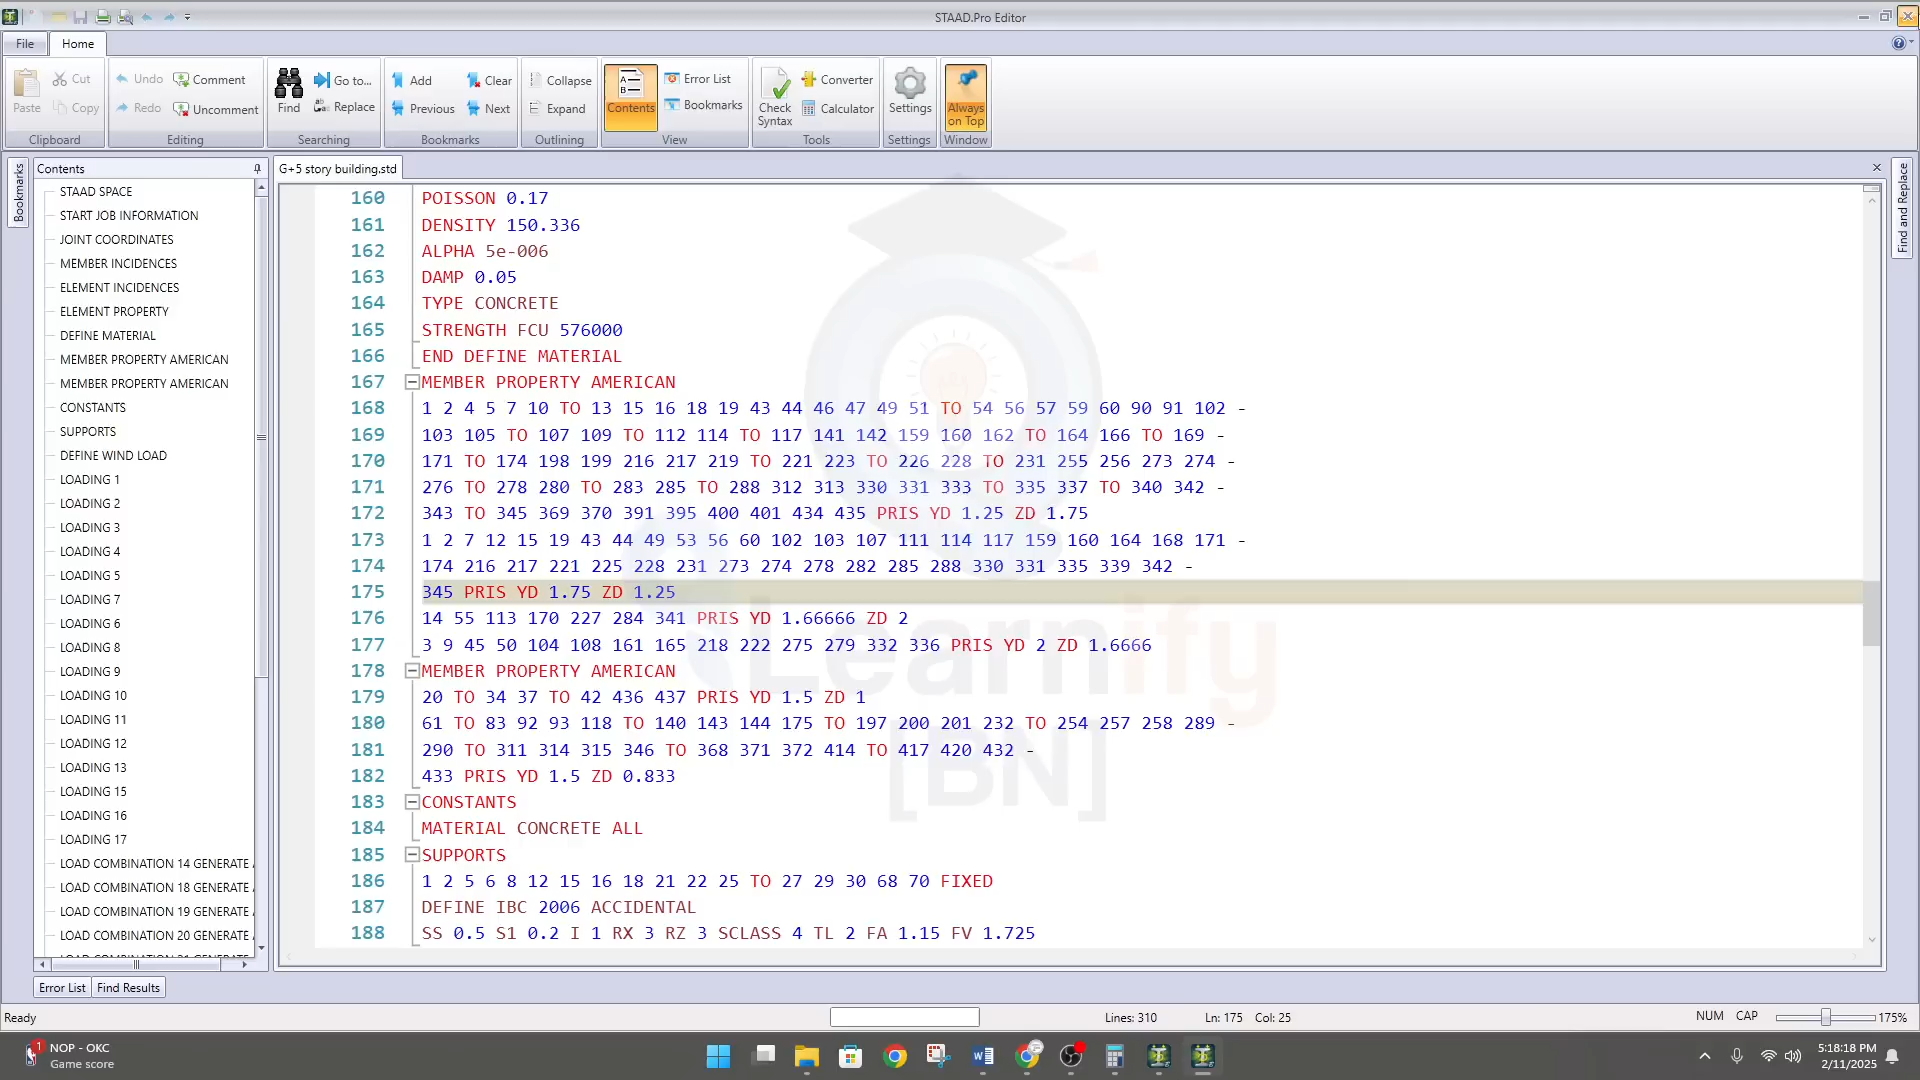 STAAD.Pro Editor
File
Home
Paste
Cut
Copy
Clipboard
Undo
Redo
Comment
Uncomment
Editing
Find
Go to...
Replace
Searching
Add
Previous
Clear
Next
Bookmarks
Collapse
Expand
Outlining
Contents
Error List
Bookmarks
View
Check Syntax
Converter
Calculator
Tools
Settings
Settings
Always on Top
Window
Bookmarks
Contents
STAAD SPACE
START JOB INFORMATION
JOINT COORDINATES
MEMBER INCIDENCES
ELEMENT INCIDENCES
ELEMENT PROPERTY
DEFINE MATERIAL
MEMBER PROPERTY AMERICAN
MEMBER PROPERTY AMERICAN
CONSTANTS
SUPPORTS
DEFINE WIND LOAD
LOADING 1
LOADING 2
LOADING 3
LOADING 4
LOADING 5
LOADING 7
LOADING 6
LOADING 8
LOADING 9
LOADING 10
LOADING 11
LOADING 12
LOADING 13
LOADING 15
LOADING 16
LOADING 17
LOAD COMBINATION 14 GENERATE
LOAD COMBINATION 18 GENERATE
LOAD COMBINATION 19 GENERATE
LOAD COMBINATION 20 GENERATE
G+5 story building.std
160 POISSON 0.17
161 DENSITY 150.336
162 ALPHA 5e-006
163 DAMP 0.05
164 TYPE CONCRETE
165 STRENGTH FCU 576000
166 END DEFINE MATERIAL
167 MEMBER PROPERTY AMERICAN
168 1 2 4 5 7 10 TO 13 15 16 18 19 43 44 46 47 49 51 TO 54 56 57 59 60 90 91 102 -
169 103 105 TO 107 109 TO 112 114 TO 117 141 142 159 160 162 TO 164 166 TO 169 -
170 171 TO 174 198 199 216 217 219 TO 221 223 TO 226 228 TO 231 255 256 273 274 -
171 276 TO 278 280 TO 283 285 TO 288 312 313 330 331 333 TO 335 337 TO 340 342 -
172 343 TO 345 369 370 391 395 400 401 434 435 PRIS YD 1.25 ZD 1.75
173 1 2 7 12 15 19 43 44 49 53 56 60 102 103 107 111 114 117 159 160 164 168 171 -
174 174 216 217 221 225 228 231 273 274 278 282 285 288 330 331 335 339 342 -
175 345 PRIS YD 1.75 ZD 1.25
176 14 55 113 170 227 284 341 PRIS YD 1.66666 ZD 2
177 3 9 45 50 104 108 161 165 218 222 275 279 332 336 PRIS YD 2 ZD 1.6666
178 MEMBER PROPERTY AMERICAN
179 20 TO 34 37 TO 42 436 437 PRIS YD 1.5 ZD 1
180 61 TO 83 92 93 118 TO 140 143 144 175 TO 197 200 201 232 TO 254 257 258 289 -
181 290 TO 311 314 315 346 TO 368 371 372 414 TO 417 420 432 -
182 433 PRIS YD 1.5 ZD 0.833
183 CONSTANTS
184 MATERIAL CONCRETE ALL
185 SUPPORTS
186 1 2 5 6 8 12 15 16 18 21 22 25 TO 27 29 30 68 70 FIXED
187 DEFINE IBC 2006 ACCIDENTAL
188 SS 0.5 S1 0.2 I 1 RX 3 RZ 3 SCLASS 4 TL 2 FA 1.15 FV 1.725
Learnify
[BN]
Find and Replace
Error List
Find Results
Ready
Lines: 310
Ln: 175 Col: 25
NUM CAP
175%
1
NOP - OKC
Game score
5:18:18 PM
2/11/2025